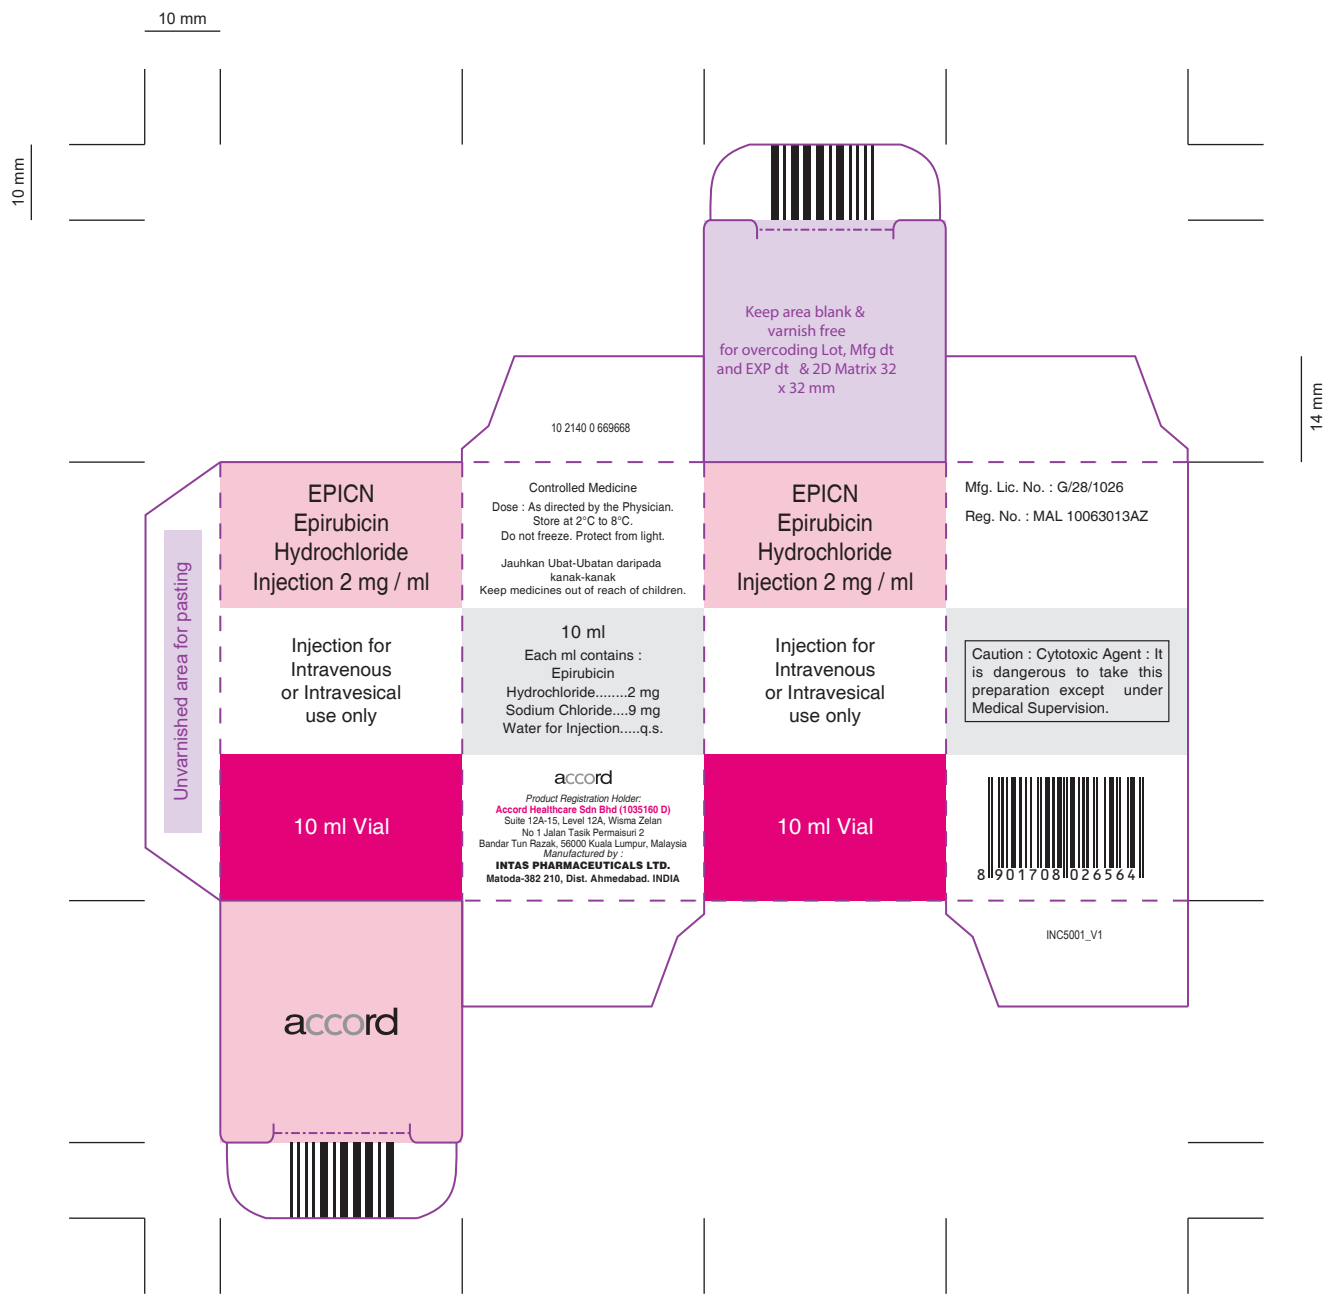 10 mm
10 mm
Keep area blank &
varnish free
for overcoding Lot, Mfg dt
and EXP dt & 2D Matrix 32
x 32 mm
14 mm
10 2140 0 669668
Unvarnished area for pasting
EPICN
Epirubicin
Hydrochloride
Injection 2 mg / ml
Injection for
Intravenous
or Intravesical
use only
10 ml Vial
Controlled Medicine
Dose : As directed by the Physician.
Store at 2°C to 8°C.
Do not freeze. Protect from light.
Jauhkan Ubat-Ubatan daripada
kanak-kanak
Keep medicines out of reach of children.
10 ml
Each ml contains :
Epirubicin
Hydrochloride........2 mg
Sodium Chloride....9 mg
Water for Injection.....q.s.
accord
Product Registration Holder:
Accord Healthcare Sdn Bhd (1035160 D)
Suite 12A-15, Level 12A, Wisma Zelan
No 1 Jalan Tasik Permaisuri 2
Bandar Tun Razak, 56000 Kuala Lumpur, Malaysia
Manufactured by :
INTAS PHARMACEUTICALS LTD.
Matoda-382 210, Dist. Ahmedabad. INDIA
EPICN
Epirubicin
Hydrochloride
Injection 2 mg / ml
Injection for
Intravenous
or Intravesical
use only
10 ml Vial
Mfg. Lic. No. : G/28/1026
Reg. No. : MAL 10063013AZ
Caution : Cytotoxic Agent : It
is dangerous to take this
preparation except under
Medical Supervision.
8 901708 026564
INC5001_V1
accord